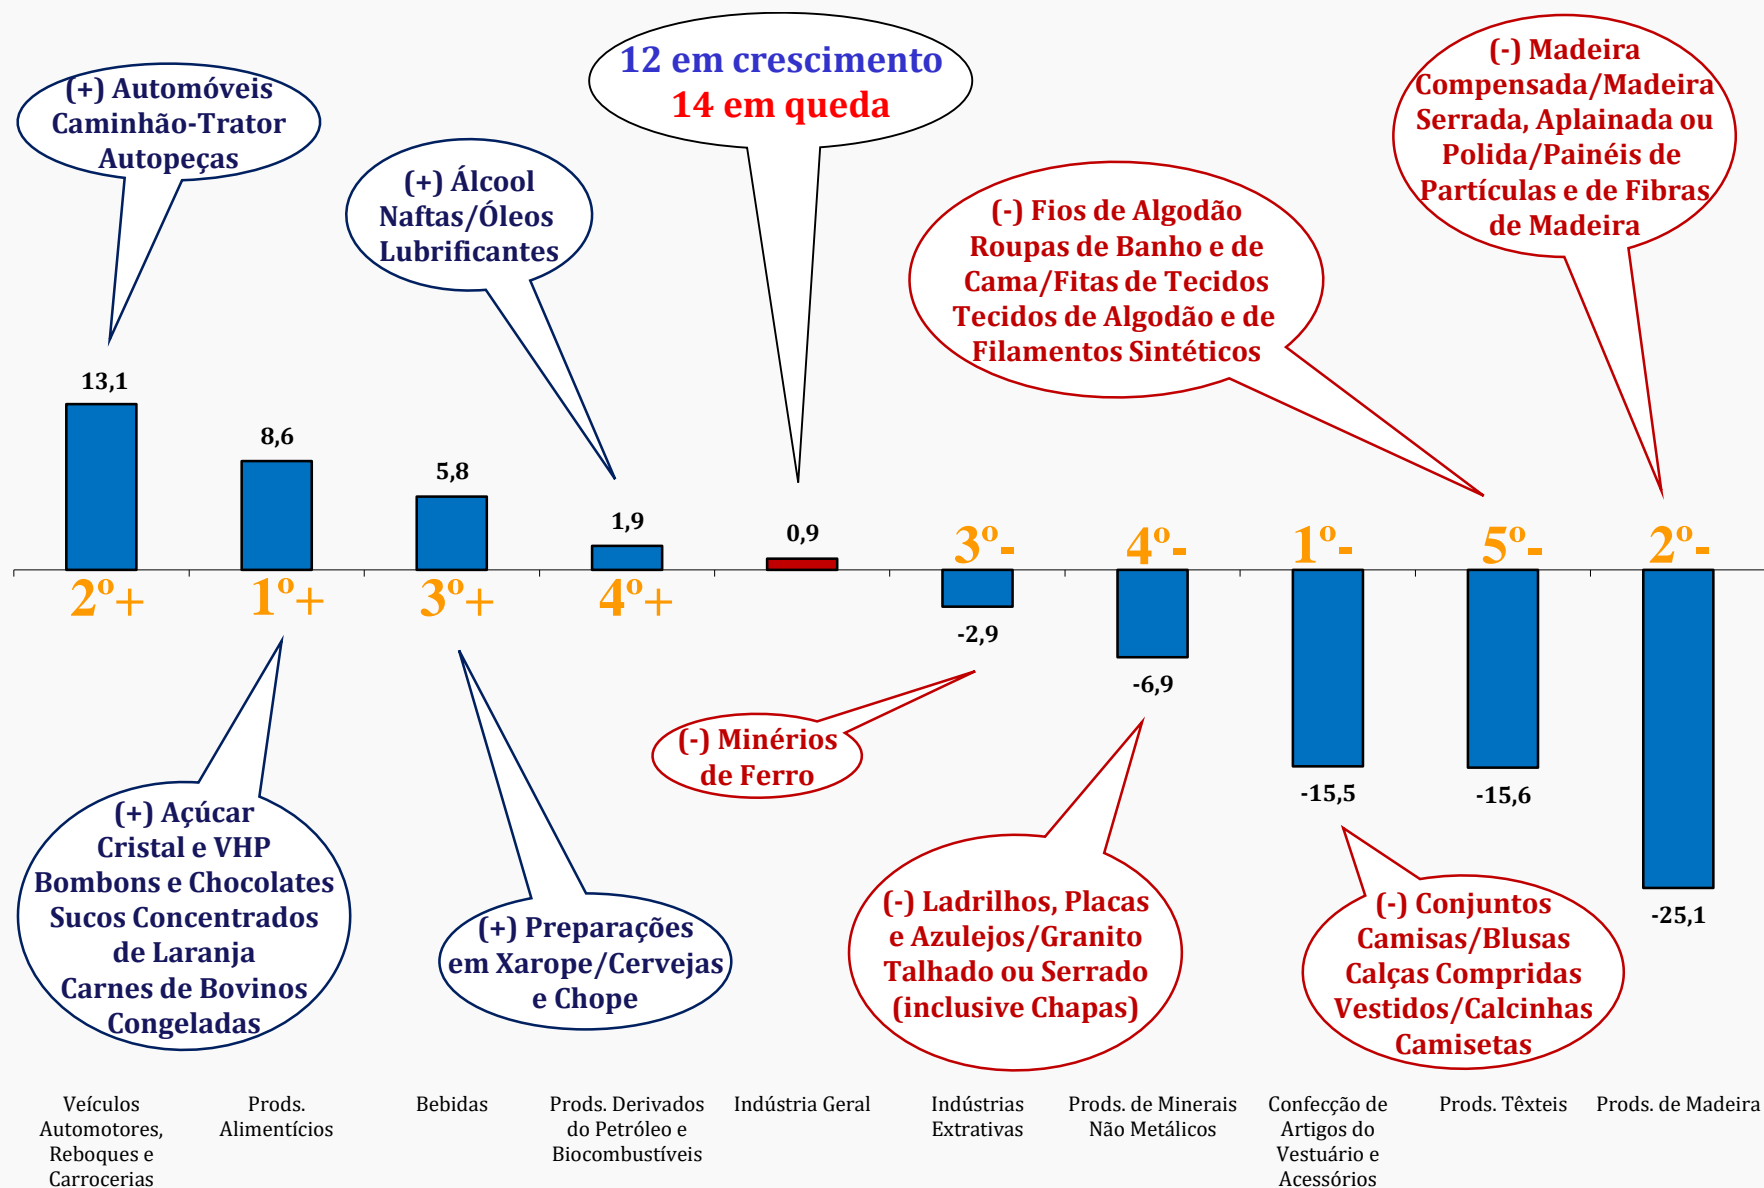 12 em crescimento
14 em queda
(+) Automóveis
Caminhão-Trator
Autopeças
(+) Álcool
Naftas/Óleos
Lubrificantes
(-) Fios de Algodão
Roupas de Banho e de
Cama/Fitas de Tecidos
Tecidos de Algodão e de
Filamentos Sintéticos
(-) Madeira
Compensada/Madeira
Serrada, Aplainada ou
Polida/Painéis de
Partículas e de Fibras
de Madeira
13,1
8,6
5,8
1,9
0,9
3º-
4º-
1º-
5º-
2º-
2º+
1º+
3º+
4º+
-2,9
-6,9
-15,5
-15,6
-25,1
(-) Minérios
de Ferro
(+) Açúcar
Cristal e VHP
Bombons e Chocolates
Sucos Concentrados
de Laranja
Carnes de Bovinos
Congeladas
(+) Preparações
em Xarope/Cervejas
e Chope
(-) Ladrilhos, Placas
e Azulejos/Granito
Talhado ou Serrado
(inclusive Chapas)
(-) Conjuntos
Camisas/Blusas
Calças Compridas
Vestidos/Calcinhas
Camisetas
Veículos
Automotores,
Reboques e
Carrocerias
Prods.
Alimentícios
Bebidas
Prods. Derivados
do Petróleo e
Biocombustíveis
Indústria Geral
Indústrias
Extrativas
Prods. de Minerais
Não Metálicos
Confecção de
Artigos do
Vestuário e
Acessórios
Prods. Têxteis
Prods. de Madeira